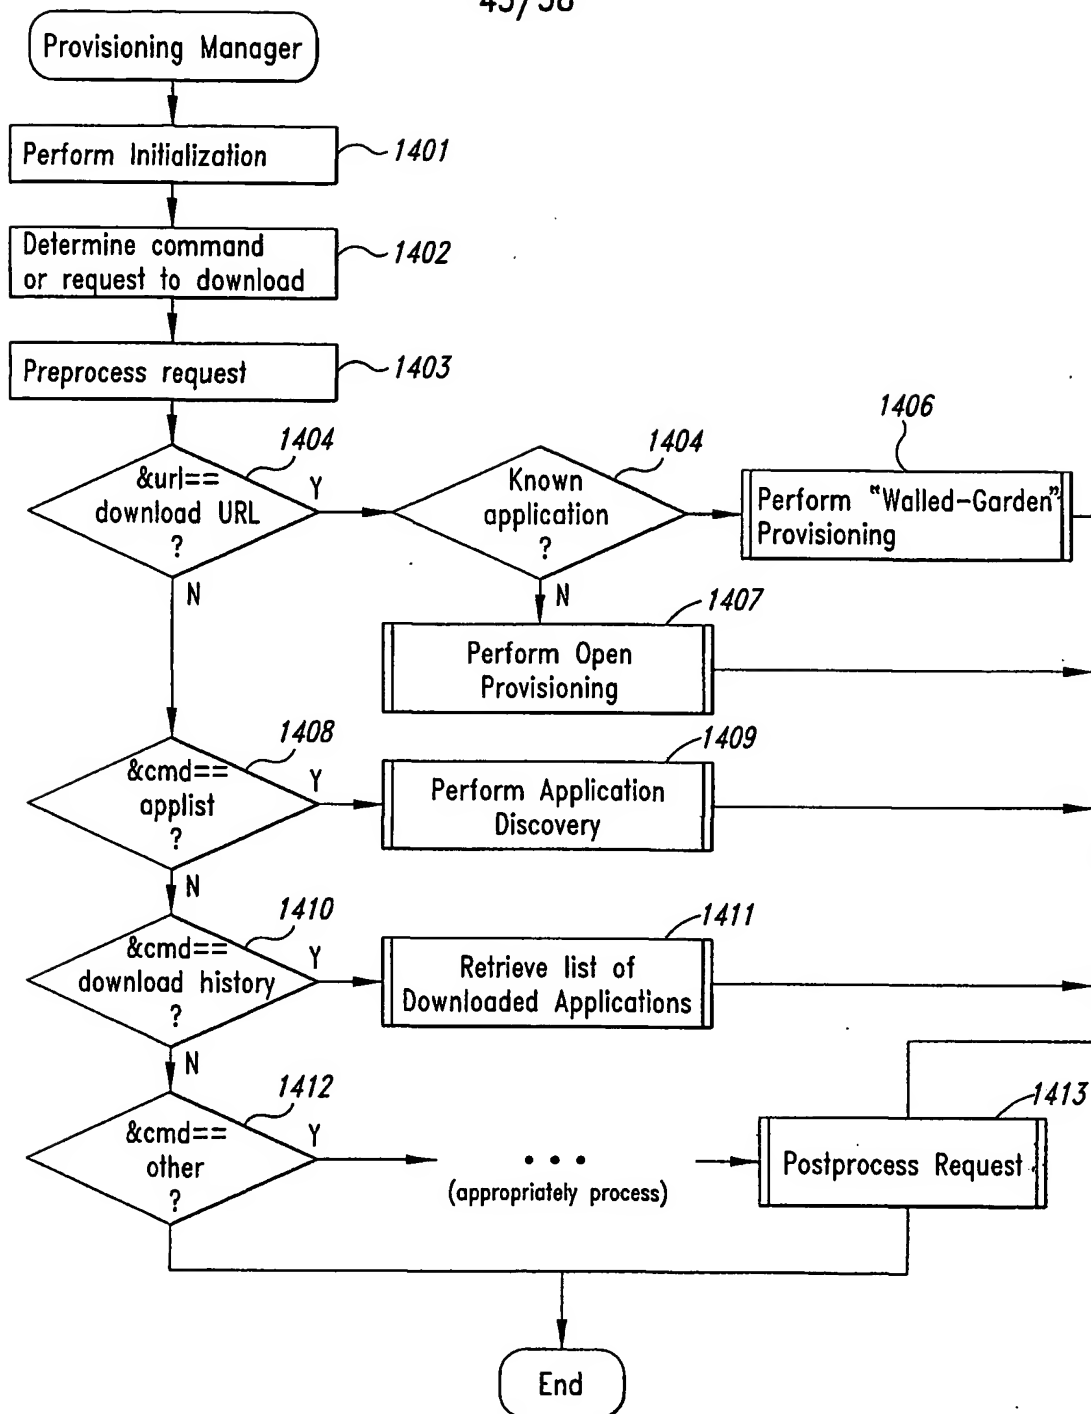 Provisioning Manager
Perform Initialization
1401
Determine command
or request to download
1402
Preprocess request
1403
&url==
download URL
?
1404
Y
N
Known
application
?
1404
N
1406
Perform "Walled-Garden"
Provisioning
1407
Perform Open
Provisioning
&cmd==
applist
?
1408
Y
N
1409
Perform Application
Discovery
&cmd==
download history
?
1410
Y
N
1411
Retrieve list of
Downloaded Applications
&cmd==
other
?
1412
Y
• • •
(appropriately process)
1413
Postprocess Request
End